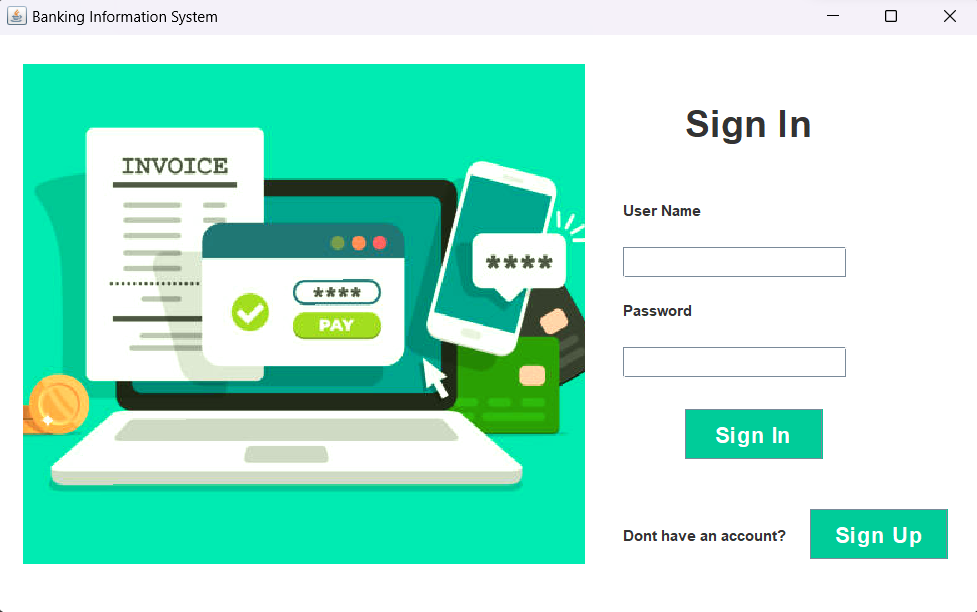 Banking Information System
INVOICE
****
PAY
****
Sign In
User Name
Password
Sign In
Dont have an account?
Sign Up